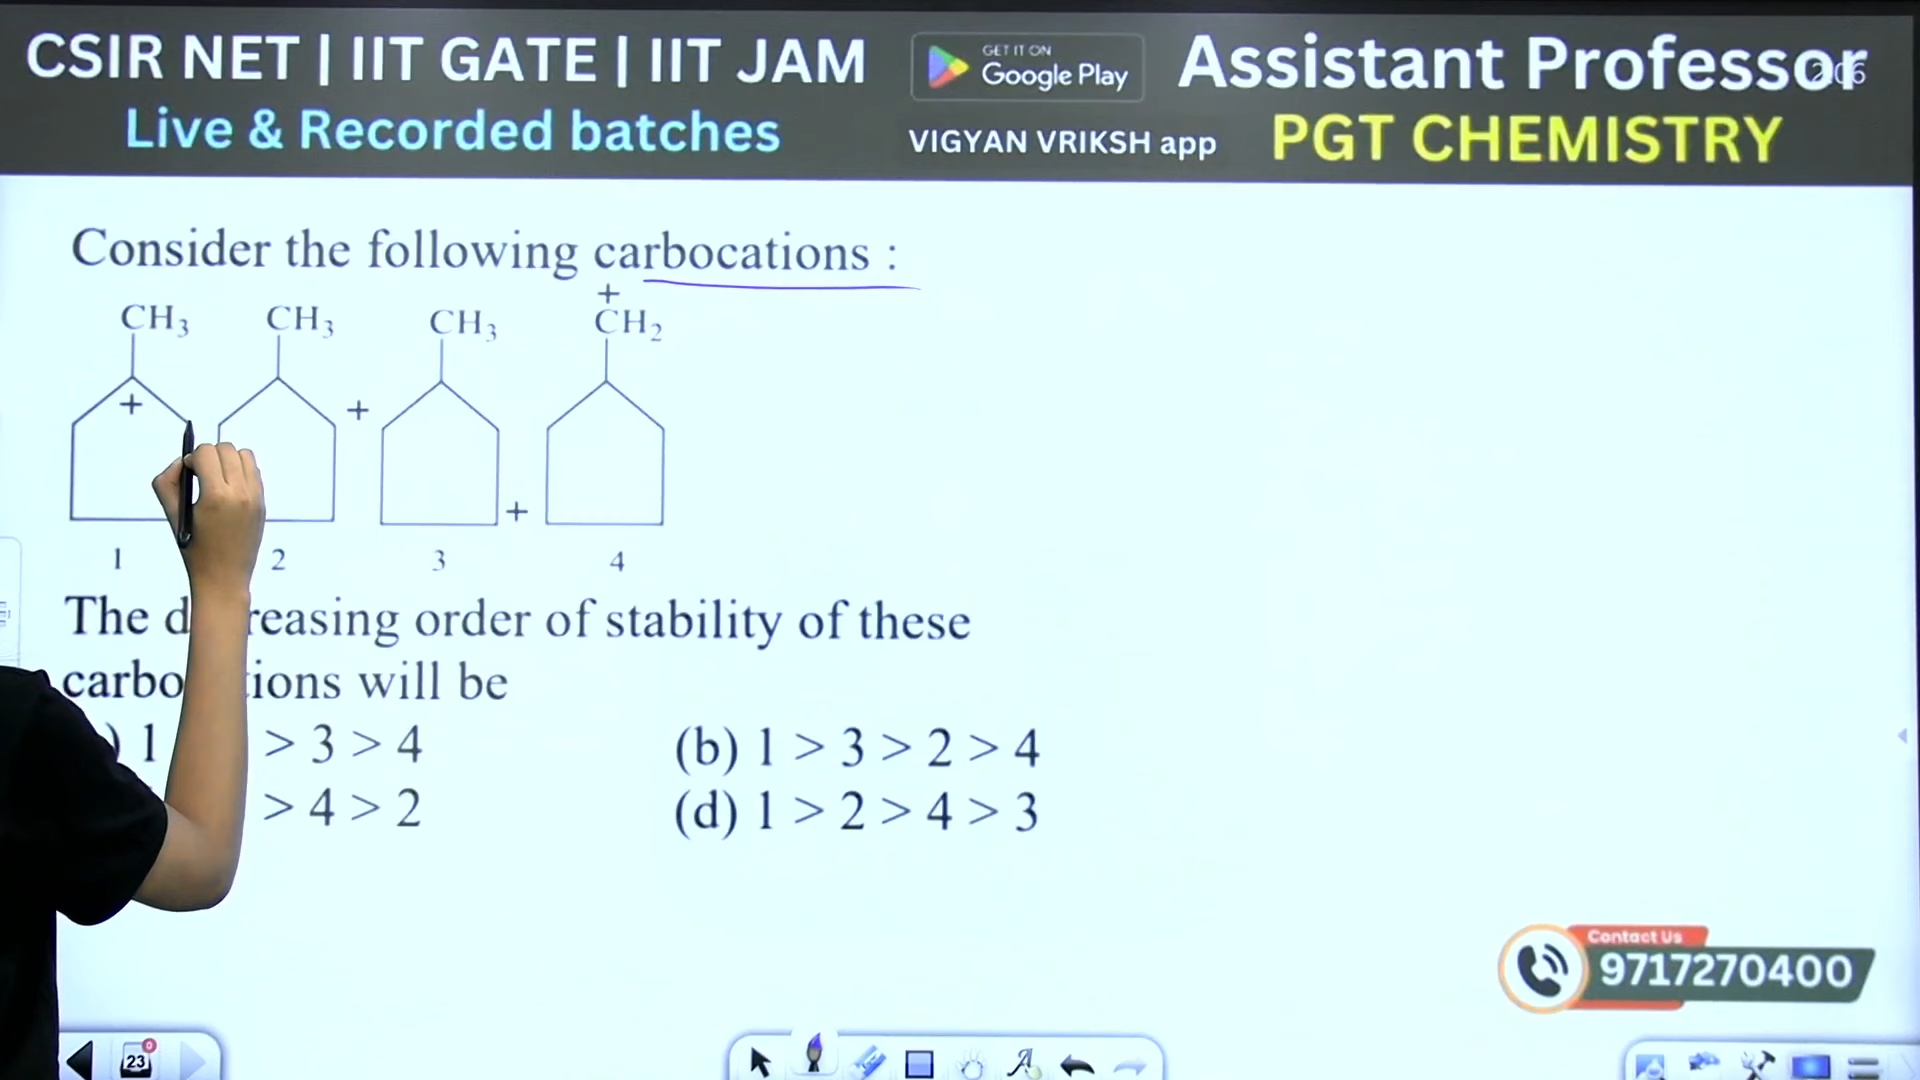 CSIR NET | IIT GATE | IIT JAM
Live & Recorded batches
GET IT ON
Google Play
VIGYAN VRIKSH app
Assistant Professor
PGT CHEMISTRY
Consider the following carbocations :
CH3 CH3 CH3 +CH2
+ + +
1 2 3 4
The d reasing order of stability of these
carbo ions will be
) 1 > 3 > 4
(b) 1 > 3 > 2 > 4
> 4 > 2
(d) 1 > 2 > 4 > 3
Contact Us
9717270400
23
0